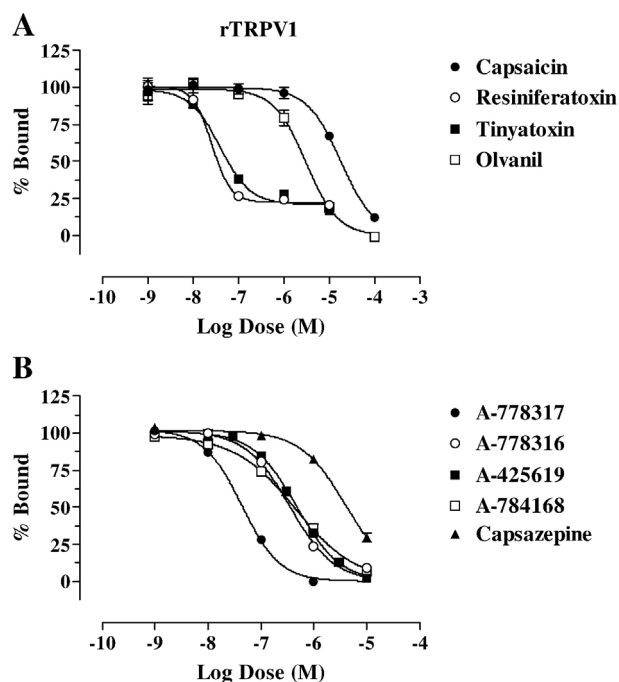 A
rTRPV1
125
100
75
50
25
0
% Bound
-10 -9 -8 -7 -6 -5 -4 -3
Log Dose (M)
Capsaicin
Resiniferatoxin
Tinyatoxin
Olvanil
B
125
100
75
50
25
0
% Bound
-10 -9 -8 -7 -6 -5 -4
Log Dose (M)
A-778317
A-778316
A-425619
A-784168
Capsazepine